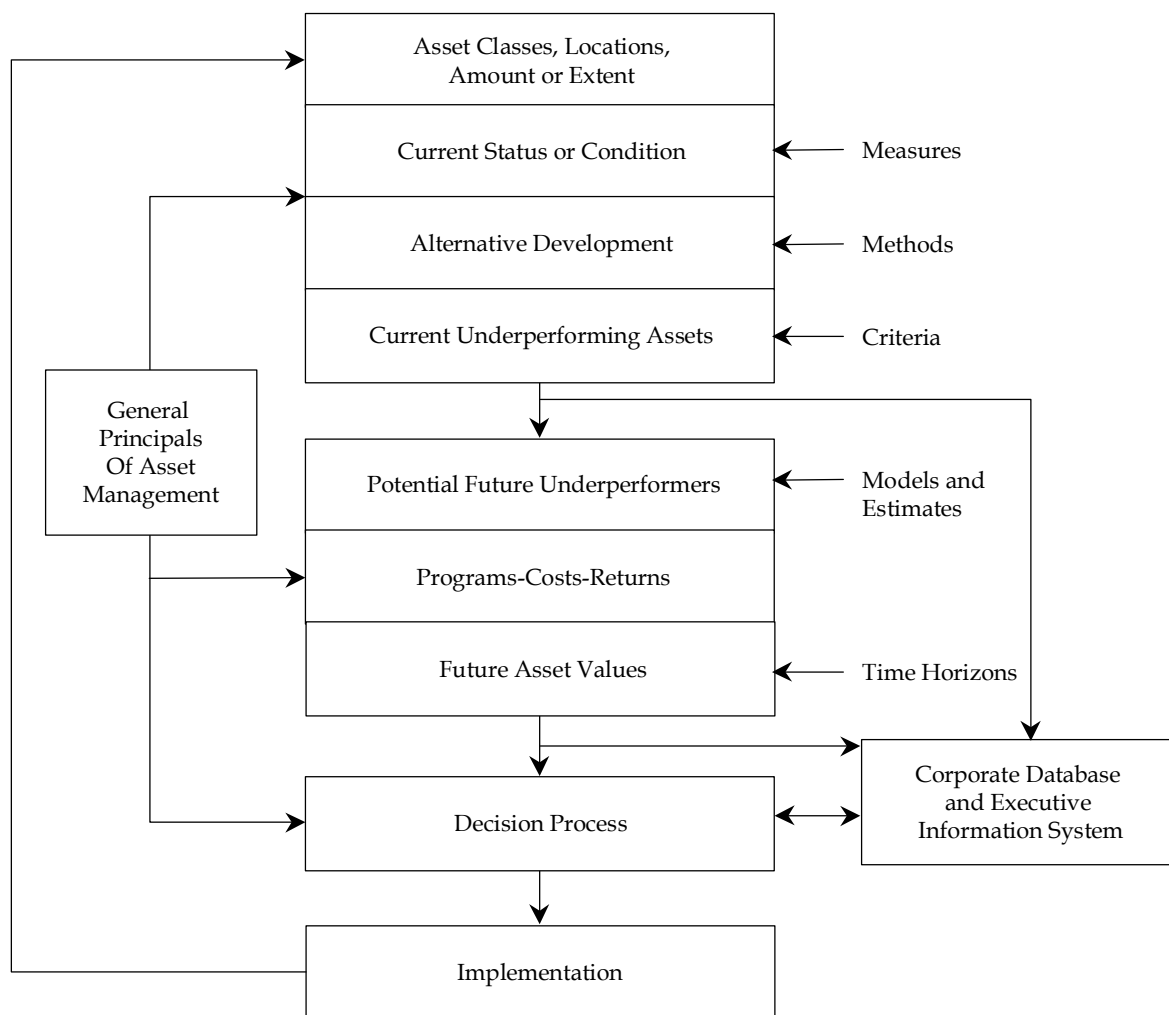 Asset Classes, Locations,
Amount or Extent
Current Status or Condition
Measures
Alternative Development
Methods
Current Underperforming Assets
Criteria
General
Principals
Of Asset
Management
Potential Future Underperformers
Models and
Estimates
Programs-Costs-Returns
Future Asset Values
Time Horizons
Corporate Database
and Executive
Information System
Decision Process
Implementation